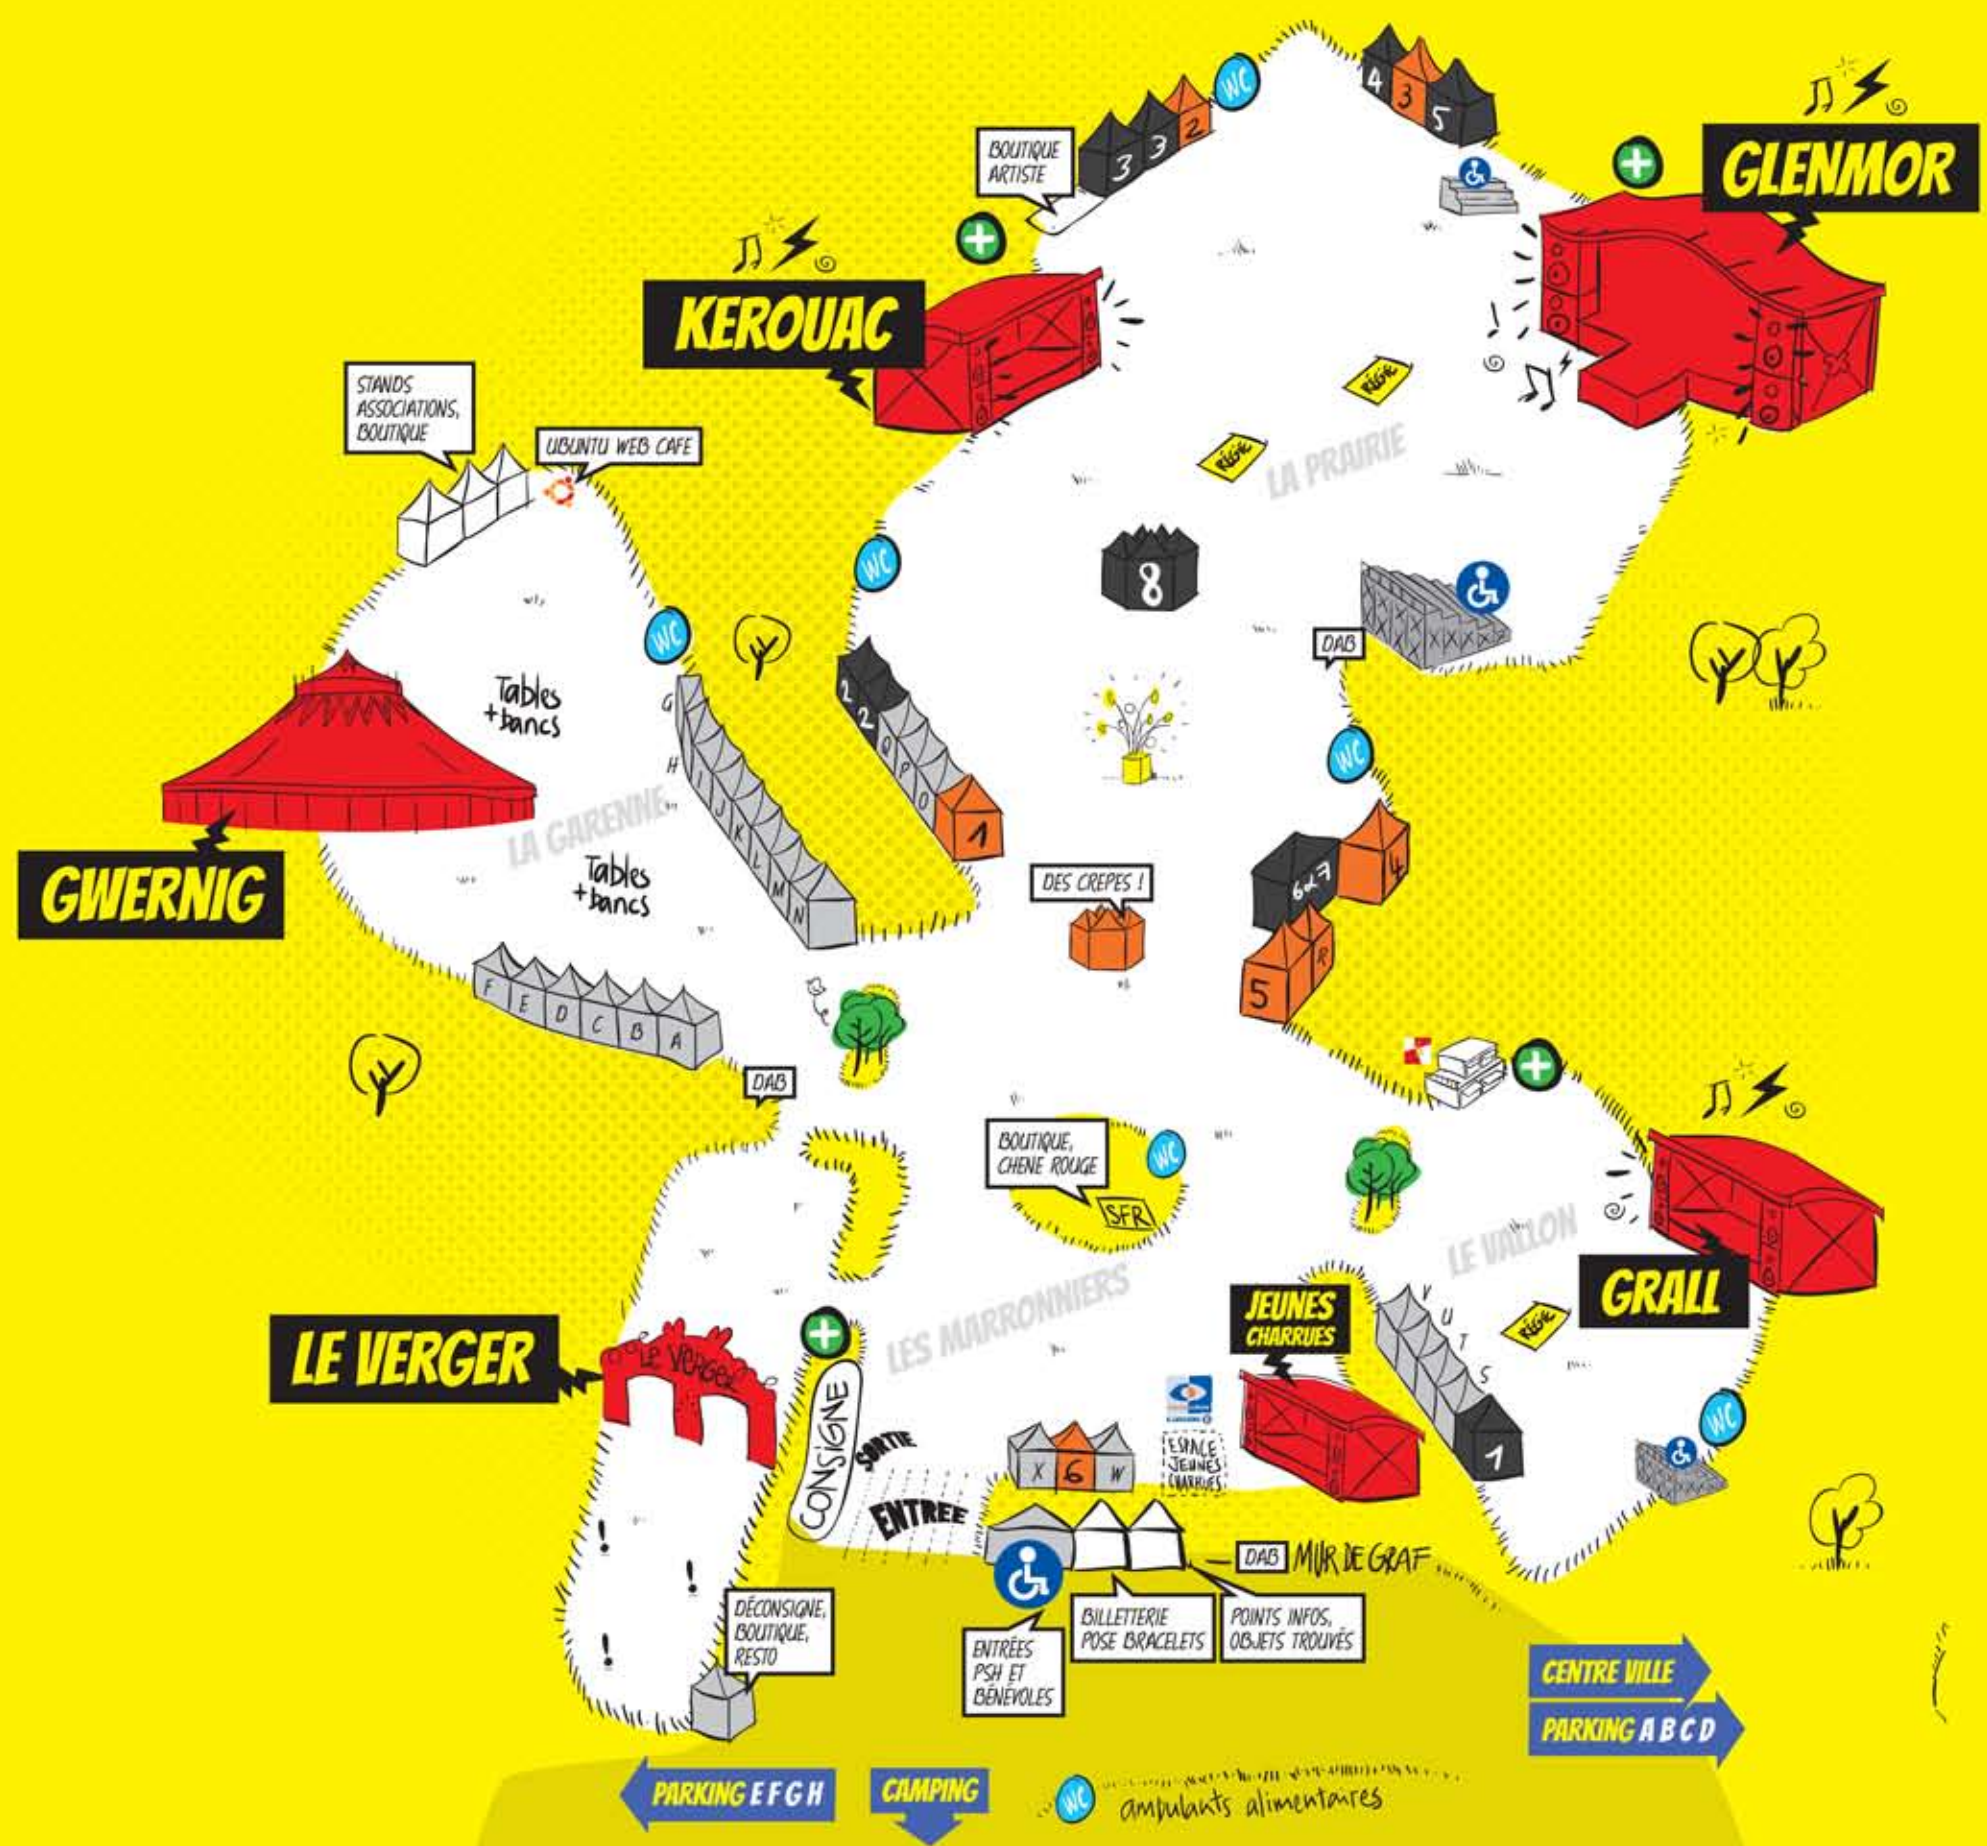 WC
4
3
5
GLENMOR
BOUTIQUE
ARTISTE
3
3
2
KEROUAC
STANDS
ASSOCIATIONS,
BOUTIQUE
UBUNTU WEB CAFE
RÉGIE
RÉGIE
LA PRAIRIE
WC
8
WC
DAB
Tables
+bancs
G
H
I
J
K
L
M
N
2
2
Q
P
O
1
WC
LA GARENNE
Tables
+bancs
GWERNIG
DES CREPES !
6&7
4
5
R
F
E
D
C
B
A
DAB
BOUTIQUE,
CHENE ROUGE
WC
SFR
LE VALLON
LES MARRONNIERS
GRALL
JEUNES
CHARRUES
V
U
T
S
1
RÉGIE
WC
LE VERGER
LE VERGER
CONSIGNE
SORTIE
ENTREE
X
6
W
ESPACE
JEUNES
CHARRUES
DAB
MUR DE GRAF
DÉCONSIGNE,
BOUTIQUE,
RESTO
ENTRÉES
PSH ET
BÉNÉVOLES
BILLETTERIE
POSE BRACELETS
POINTS INFOS,
OBJETS TROUVÉS
CENTRE VILLE
PARKING A B C D
PARKING E F G H
CAMPING
WC
ambulants alimentaires